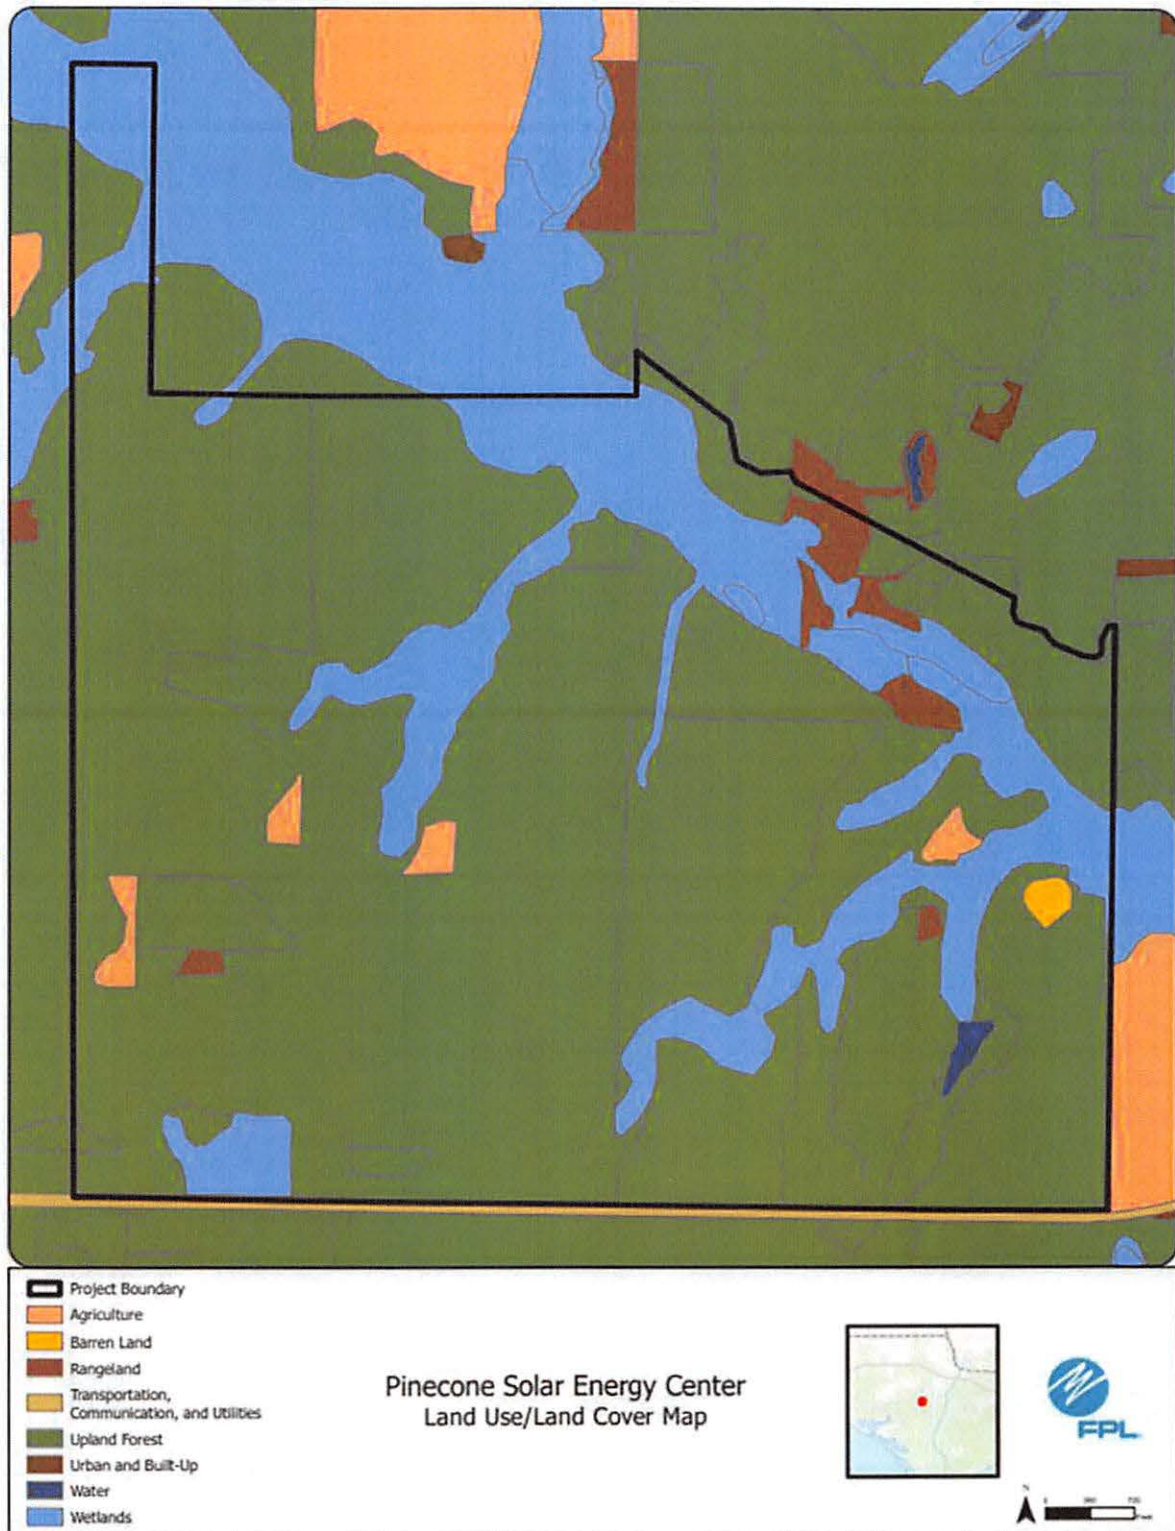 Project Boundary
Agriculture
Barren Land
Rangeland
Transportation,
Communication, and Utilities
Upland Forest
Urban and Built-Up
Water
Wetlands
Pinecone Solar Energy Center
Land Use/Land Cover Map
FPL
N